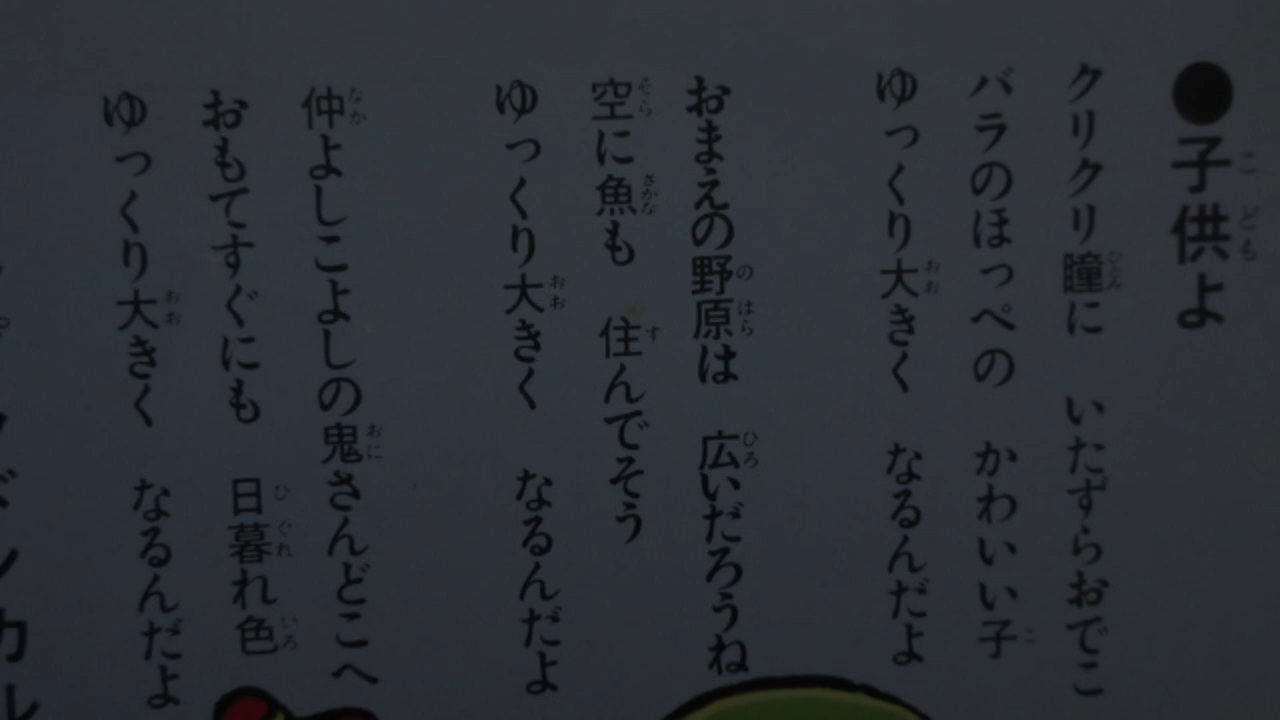 ●子供よ
クリクリ瞳に　いたずらおでこ
バラのほっぺの　かわいい子
ゆっくり大きく　なるんだよ
おまえの野原は　広いだろうね
空に魚も　住んでそう
ゆっくり大きく　なるんだよ
仲よしこよしの鬼さんどこへ
おもてすぐにも　日暮れ色
ゆっくり大きく　なるんだよ